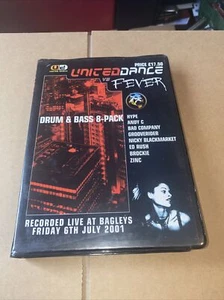 PRICE £17.50
UNITED DANCE
VS
FEVER
DRUM & BASS 8-PACK
HYPE
ANDY C
BAD COMPANY
GROOVERIDER
NICKY BLACKMARKET
ED RUSH
BROCKIE
ZINC
RECORDED LIVE AT BAGLEYS
FRIDAY 6TH JULY 2001